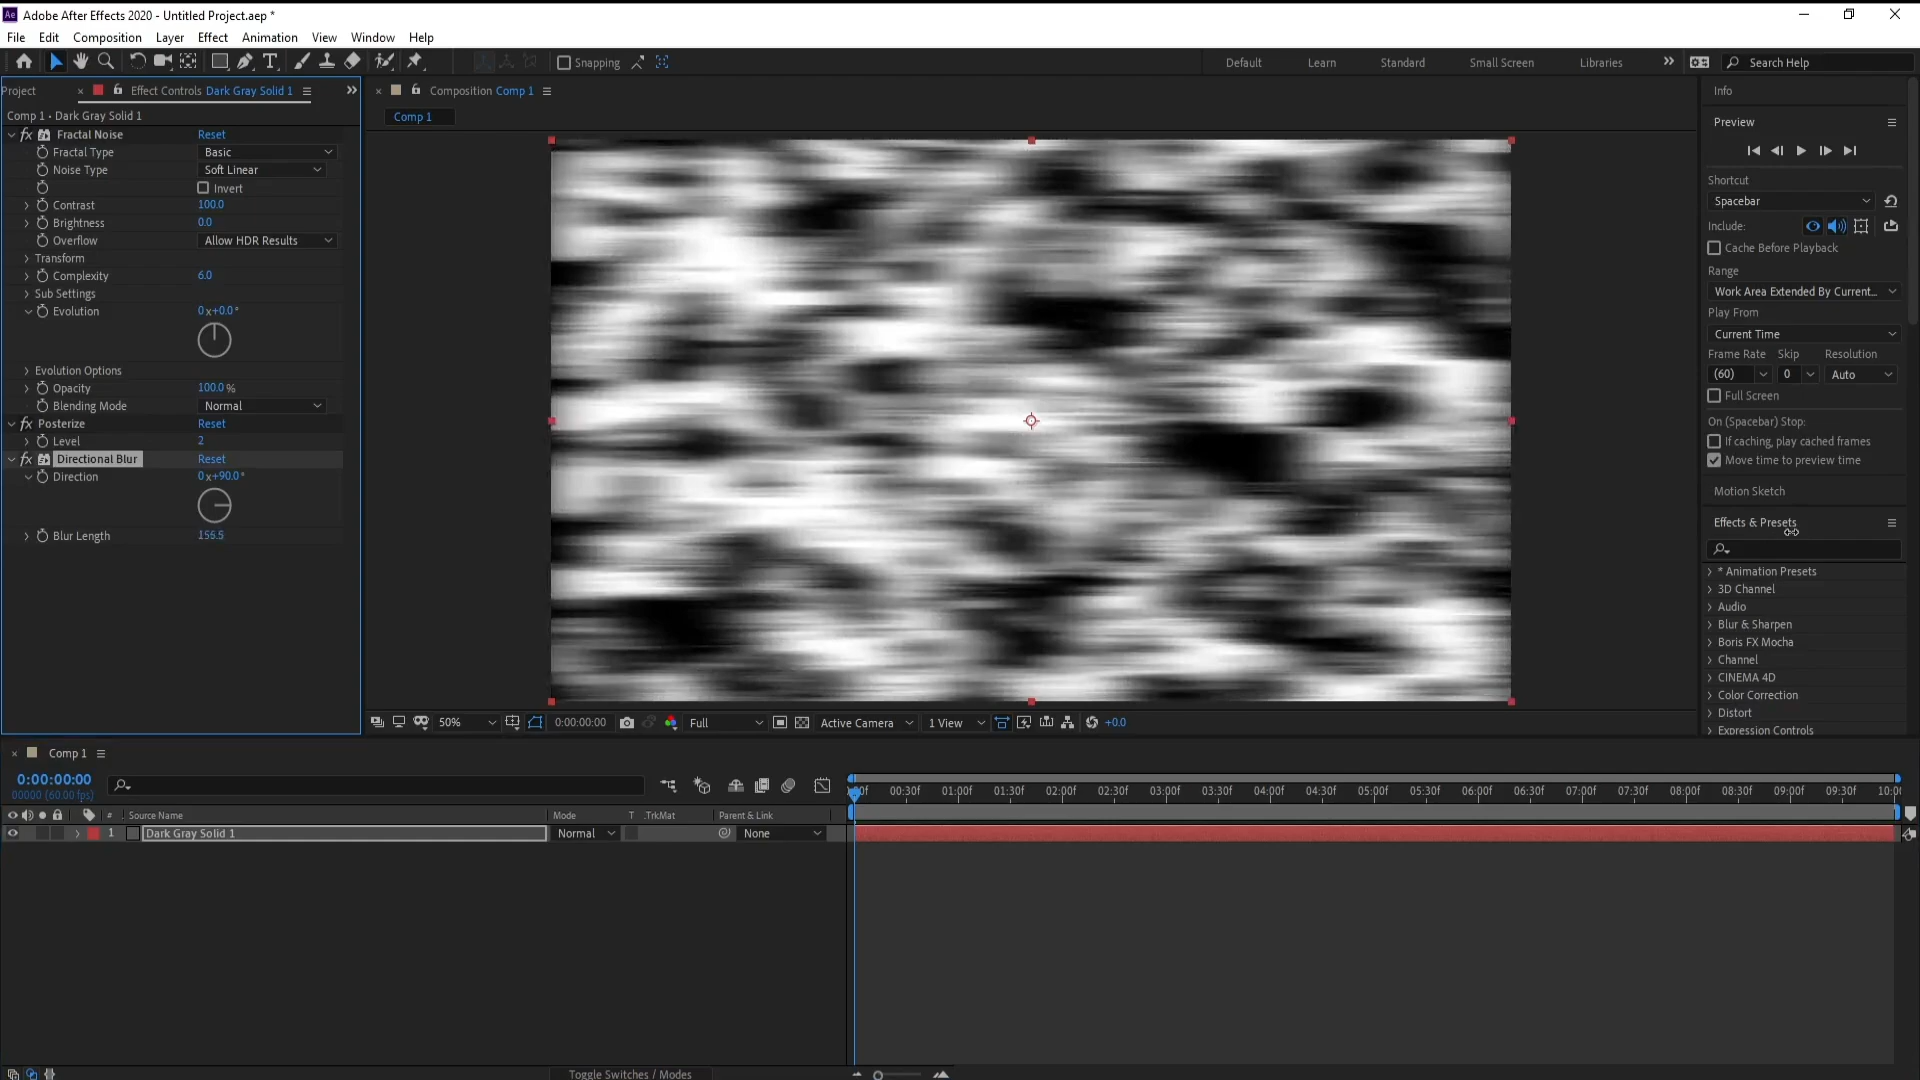 Ae Adobe After Effects 2020 - Untitled Project.aep *
File Edit Composition Layer Effect Animation View Window Help
Snapping
Default Learn Standard Small Screen Libraries
Search Help
Project
Effect Controls Dark Gray Solid 1
Comp 1 • Dark Gray Solid 1
fx Fractal Noise Reset
Fractal Type Basic
Noise Type Soft Linear
Invert
Contrast 100.0
Brightness 0.0
Overflow Allow HDR Results
Transform
Complexity 6.0
Sub Settings
Evolution 0x+0.0°
Evolution Options
Opacity 100.0 %
Blending Mode Normal
fx Posterize Reset
Level 2
fx Directional Blur Reset
Direction 0x+90.0°
Blur Length 155.5
Composition Comp 1
Comp 1
50% 0:00:00:00 Full Active Camera 1 View +0.0
Info
Preview
Shortcut
Spacebar
Include:
Cache Before Playback
Range
Work Area Extended By Current...
Play From
Current Time
Frame Rate Skip Resolution
(60) 0 Auto
Full Screen
On (Spacebar) Stop:
If caching, play cached frames
Move time to preview time
Motion Sketch
Effects & Presets
* Animation Presets
3D Channel
Audio
Blur & Sharpen
Boris FX Mocha
Channel
CINEMA 4D
Color Correction
Distort
Expression Controls
Comp 1
0:00:00:00
00000 (60.00 fps)
# Source Name Mode T .TrkMat Parent & Link
1 Dark Gray Solid 1 Normal None
00:30f 01:00f 01:30f 02:00f 02:30f 03:00f 03:30f 04:00f 04:30f 05:00f 05:30f 06:00f 06:30f 07:00f 07:30f 08:00f 08:30f 09:00f 09:30f 10:0
Toggle Switches / Modes